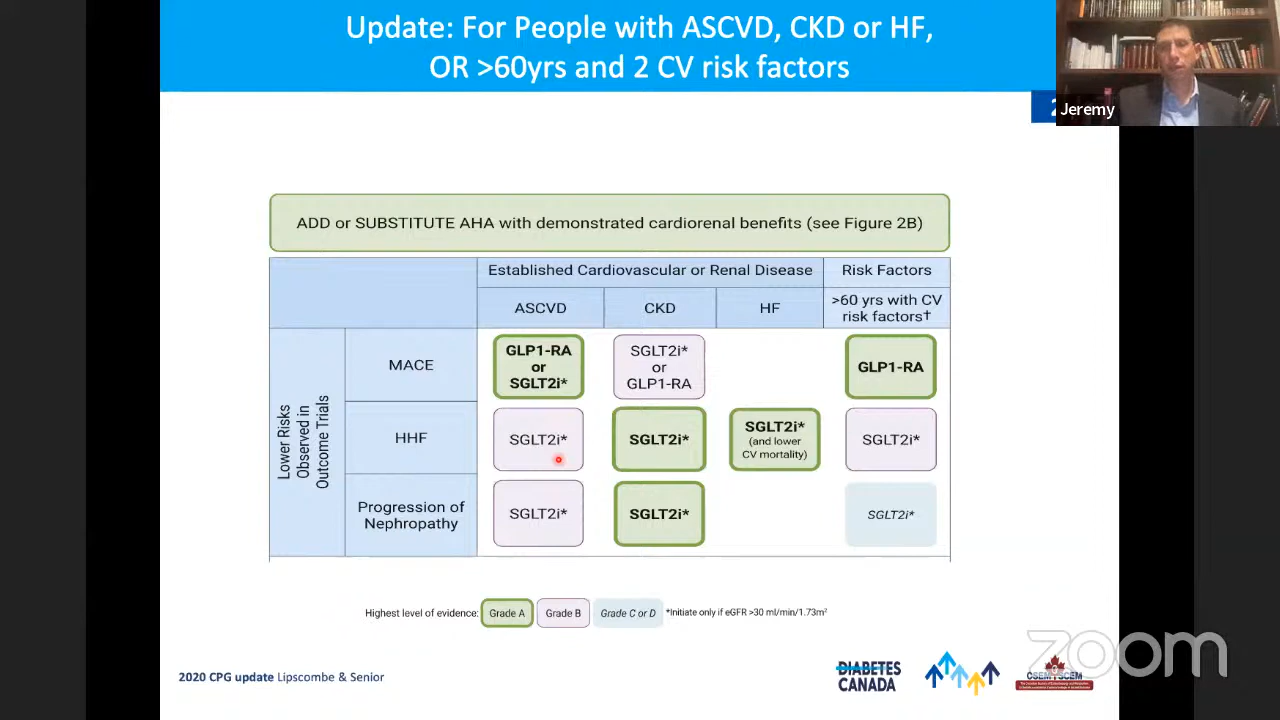 Update: For People with ASCVD, CKD or HF,
OR >60yrs and 2 CV risk factors
2
Jeremy
ADD or SUBSTITUTE AHA with demonstrated cardiorenal benefits (see Figure 2B)
Established Cardiovascular or Renal Disease
Risk Factors
ASCVD
CKD
HF
>60 yrs with CV
risk factors†
Lower Risks
Observed in
Outcome Trials
MACE
GLP1-RA
or
SGLT2i*
SGLT2i*
or
GLP1-RA
GLP1-RA
HHF
SGLT2i*
SGLT2i*
SGLT2i*
(and lower
CV mortality)
SGLT2i*
Progression of
Nephropathy
SGLT2i*
SGLT2i*
SGLT2i*
Highest level of evidence:
Grade A
Grade B
Grade C or D
*Initiate only if eGFR >30 ml/min/1.73m²
2020 CPG update Lipscombe & Senior
DIABETES
CANADA
CSEM SCEM
zoom